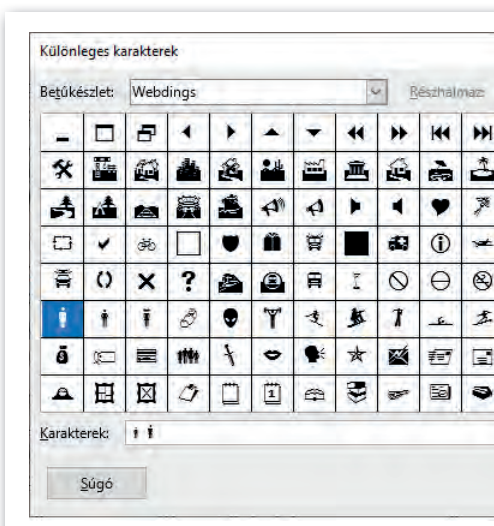 Különleges karakterek
Betűkészlet: Webdings Részhalmaz:
Karakterek:
Súgó